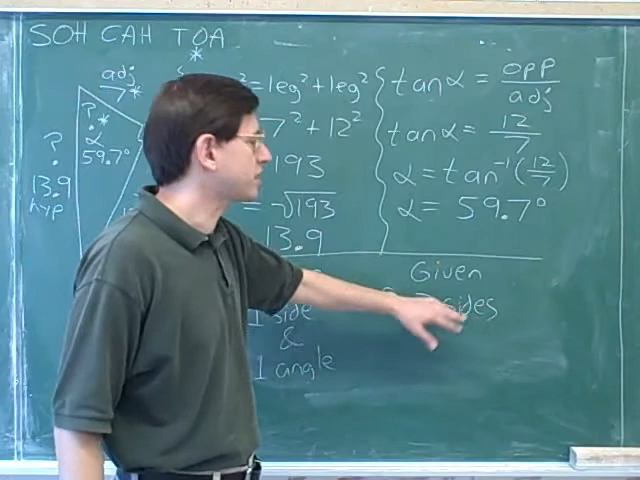 SOH CAH TOA
*
adj
7 *
?
*
α
59.7°
?
13.9
hyp
² = leg² + leg²
7² + 12²
193
= √193
13.9
tan α = opp/adj
tan α = 12/7
α = tan⁻¹(12/7)
α = 59.7°
1 side
&
1 angle
Given
sides